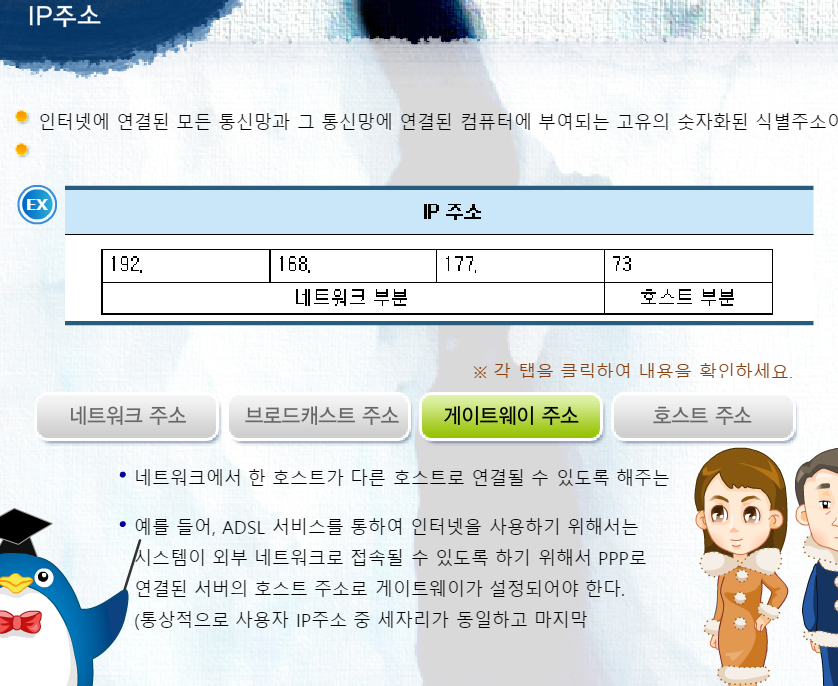 IP주소
인터넷에 연결된 모든 통신망과 그 통신망에 연결된 컴퓨터에 부여되는 고유의 숫자화된 식별주소
EX
IP 주소
192. 168. 177. 73
네트워크 부분 호스트 부분
※ 각 탭을 클릭하여 내용을 확인하세요.
네트워크 주소 브로드캐스트 주소 게이트웨이 주소 호스트 주소
• 네트워크에서 한 호스트가 다른 호스트로 연결될 수 있도록 해주는
• 예를 들어, ADSL 서비스를 통하여 인터넷을 사용하기 위해서는
시스템이 외부 네트워크로 접속될 수 있도록 하기 위해서 PPP로
연결된 서버의 호스트 주소로 게이트웨이가 설정되어야 한다.
(통상적으로 사용자 IP주소 중 세자리가 동일하고 마지막